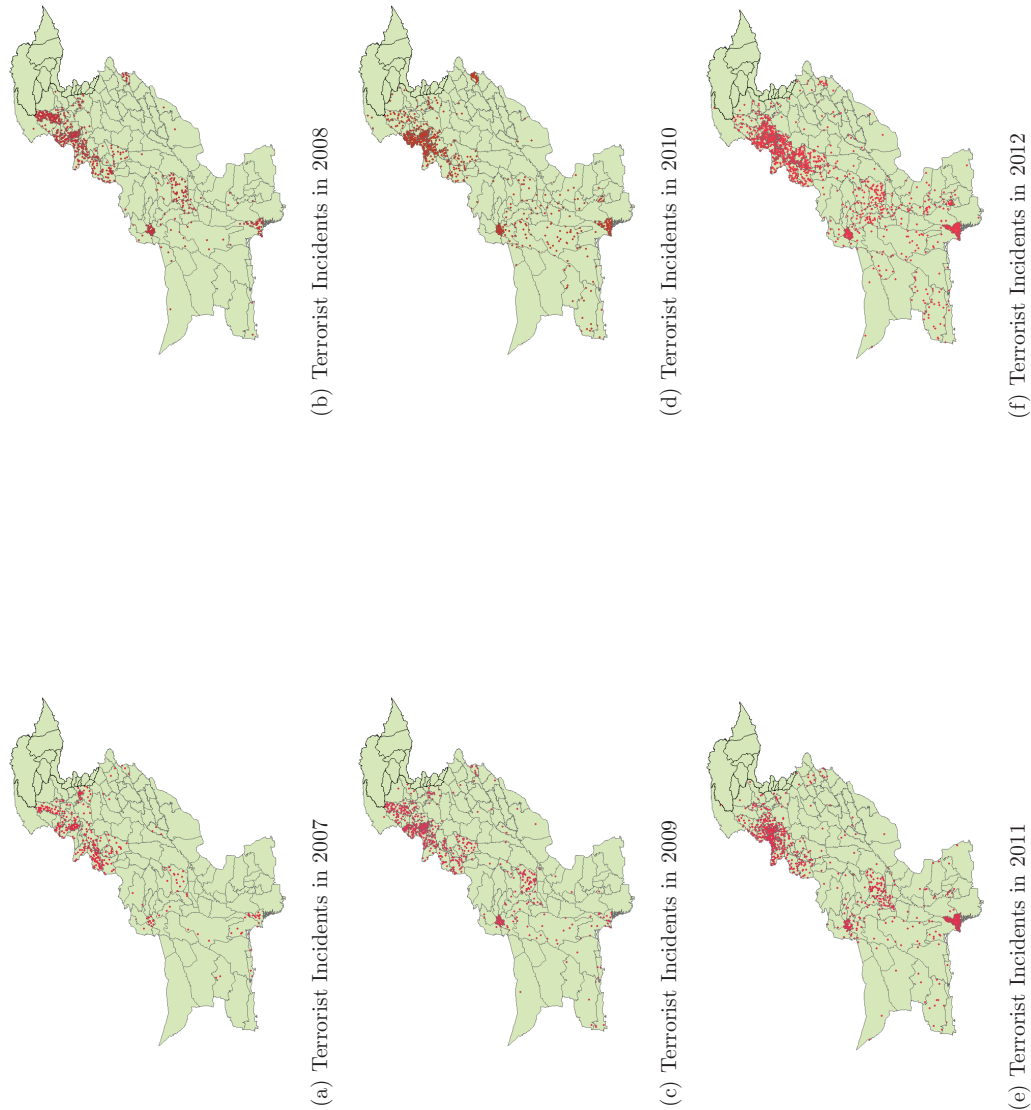 (a) Terrorist Incidents in 2007
(b) Terrorist Incidents in 2008
(c) Terrorist Incidents in 2009
(d) Terrorist Incidents in 2010
(e) Terrorist Incidents in 2011
(f) Terrorist Incidents in 2012